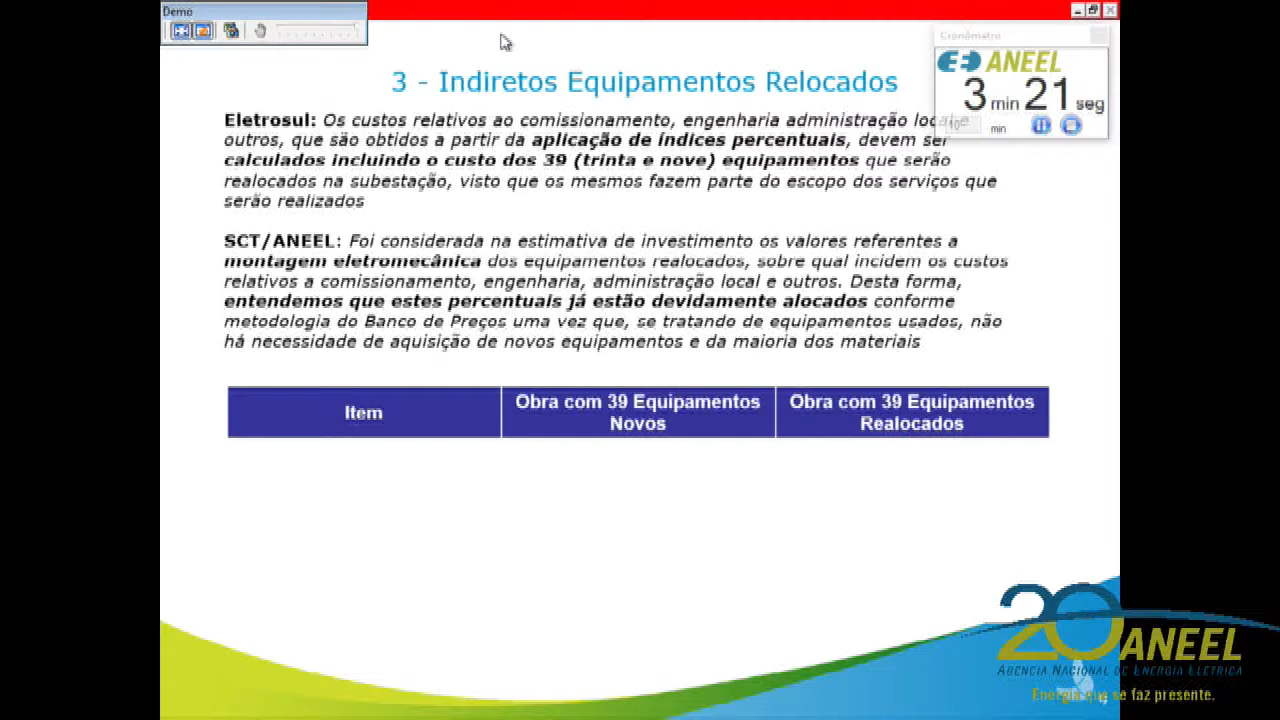 Demo
Cronômetro
ANEEL
3 min 21 seg
10 min
3 - Indiretos Equipamentos Relocados
Eletrosul: Os custos relativos ao comissionamento, engenharia administração local e
outros, que são obtidos a partir da aplicação de índices percentuais, devem ser
calculados incluindo o custo dos 39 (trinta e nove) equipamentos que serão
realocados na subestação, visto que os mesmos fazem parte do escopo dos serviços que
serão realizados
SCT/ANEEL: Foi considerada na estimativa de investimento os valores referentes a
montagem eletromecânica dos equipamentos realocados, sobre qual incidem os custos
relativos a comissionamento, engenharia, administração local e outros. Desta forma,
entendemos que estes percentuais já estão devidamente alocados conforme
metodologia do Banco de Preços uma vez que, se tratando de equipamentos usados, não
há necessidade de aquisição de novos equipamentos e da maioria dos materiais
Item
Obra com 39 Equipamentos
Novos
Obra com 39 Equipamentos
Realocados
20 ANEEL
AGÊNCIA NACIONAL DE ENERGIA ELÉTRICA
Energia que se faz presente.